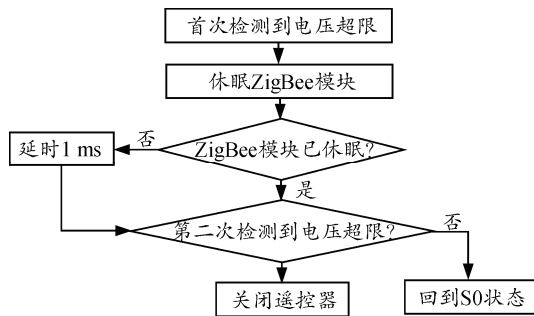 首次检测到电压超限
休眠ZigBee模块
否
延时1 ms
ZigBee模块已休眠?
是
第二次检测到电压超限?
否
关闭遥控器
回到S0状态